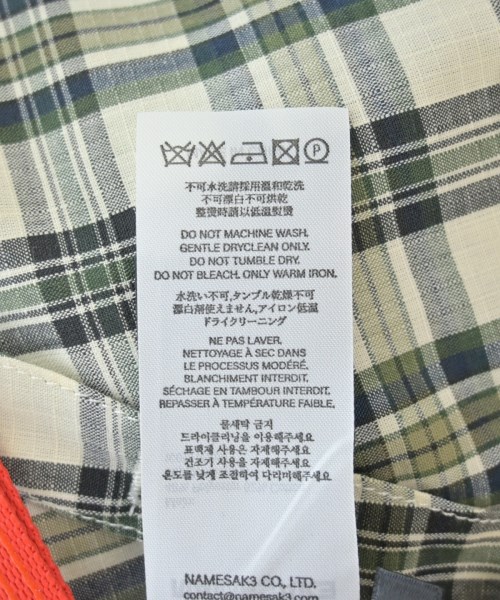 P
不可水洗請採用溫和乾洗
不可漂白不可烘乾
整燙時請以低溫熨燙
DO NOT MACHINE WASH.
GENTLE DRYCLEAN ONLY.
DO NOT TUMBLE DRY.
DO NOT BLEACH. ONLY WARM IRON.
水洗い不可,タンブル乾燥不可
漂白剤使えません,アイロン低温
ドライクリーニング
NE PAS LAVER.
NETTOYAGE À SEC DANS
LE PROCESSUS MODÉRÉ.
BLANCHIMENT INTERDIT.
SÉCHAGE EN TAMBOUR INTERDIT.
REPASSER À TEMPÉRATURE FAIBLE.
물세탁 금지
드라이클리닝을 이용해주세요
표백제 사용은 자제해주세요
건조기 사용을 자제해주세요
온도를 낮게 조절하여 다리미해주세요
NAMESAK3 CO., LTD.
contact@namesak3.com